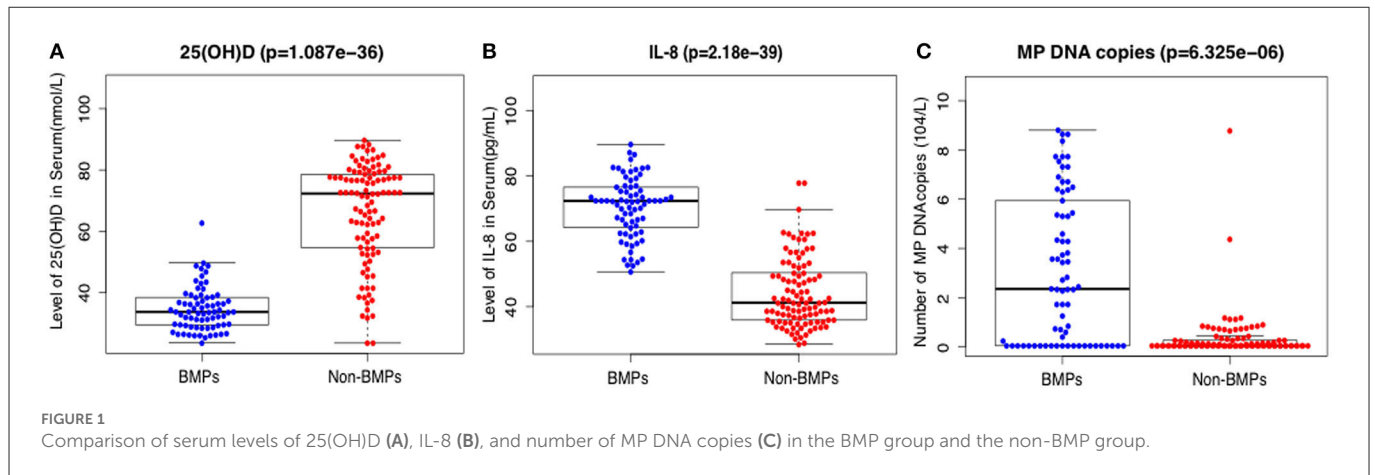 A
25(OH)D (p=1.087e−36)
Level of 25(OH)D in Serum(nmol/L)
100
80
60
40
BMPs
Non-BMPs
B
IL-8 (p=2.18e−39)
Level of IL-8 in Serum(pg/mL)
100
80
60
40
BMPs
Non-BMPs
C
MP DNA copies (p=6.325e−06)
Number of MP DNAcopies (104/L)
10
8
6
4
2
0
BMPs
Non-BMPs
FIGURE 1
Comparison of serum levels of 25(OH)D (A), IL-8 (B), and number of MP DNA copies (C) in the BMP group and the non-BMP group.